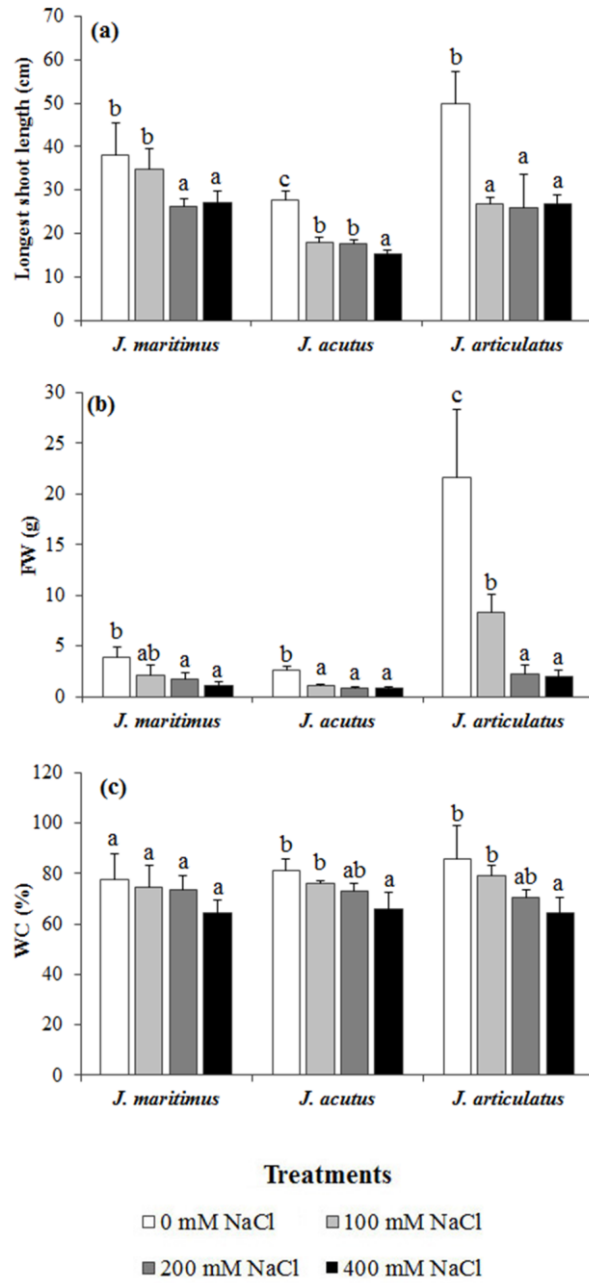 (a)
Longest shoot length (cm)
70
60
50
40
30
20
10
0
b b a a
c b b a
b a a a
J. maritimus J. acutus J. articulatus
(b)
FW (g)
30
25
20
15
10
5
0
b ab a a
b a a a
c b a a
J. maritimus J. acutus J. articulatus
(c)
WC (%)
120
100
80
60
40
20
0
a a a a
b b ab a
b b ab a
J. maritimus J. acutus J. articulatus
Treatments
0 mM NaCl 100 mM NaCl
200 mM NaCl 400 mM NaCl